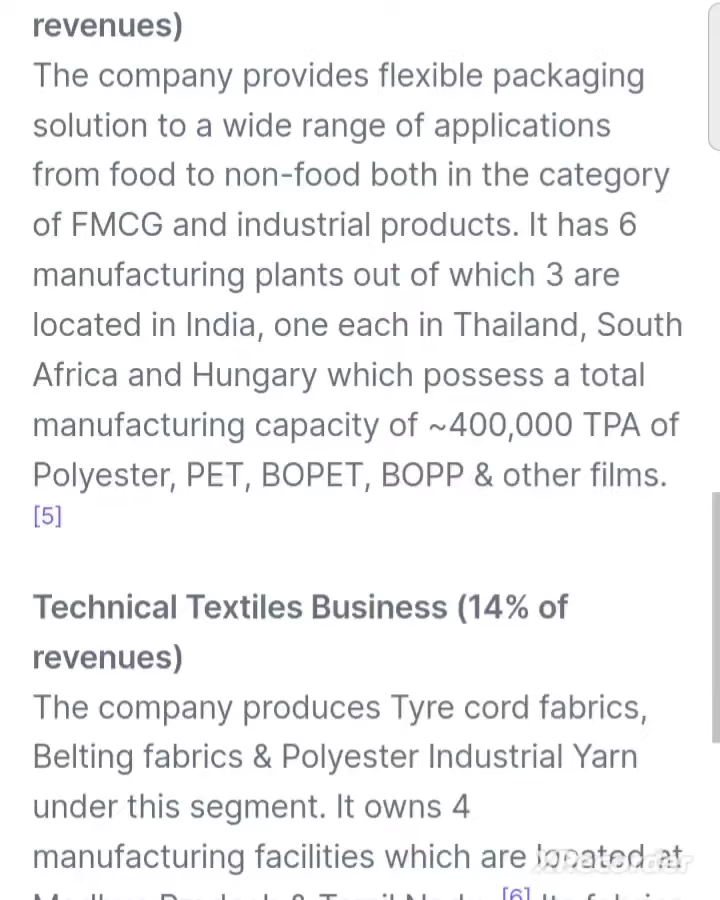 revenues)
The company provides flexible packaging
solution to a wide range of applications
from food to non-food both in the category
of FMCG and industrial products. It has 6
manufacturing plants out of which 3 are
located in India, one each in Thailand, South
Africa and Hungary which possess a total
manufacturing capacity of ~400,000 TPA of
Polyester, PET, BOPET, BOPP & other films.
[5]
Technical Textiles Business (14% of
revenues)
The company produces Tyre cord fabrics,
Belting fabrics & Polyester Industrial Yarn
under this segment. It owns 4
manufacturing facilities which are located at
XRecorder
[6]